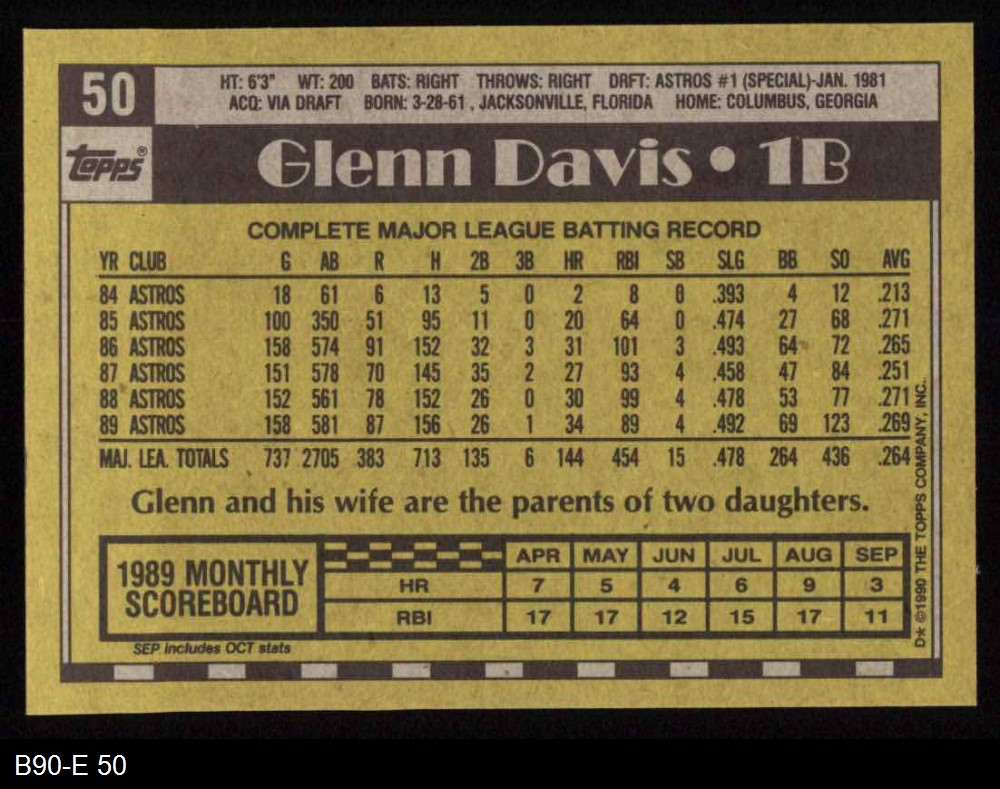 50
HT: 6'3" WT: 200 BATS: RIGHT THROWS: RIGHT DRFT: ASTROS #1 (SPECIAL)-JAN. 1981
ACQ: VIA DRAFT BORN: 3-28-61, JACKSONVILLE, FLORIDA HOME: COLUMBUS, GEORGIA
topps®
Glenn Davis • 1B
COMPLETE MAJOR LEAGUE BATTING RECORD
YR CLUB G AB R H 2B 3B HR RBI SB SLG BB SO AVG
84 ASTROS 18 61 6 13 5 0 2 8 0 .393 4 12 .213
85 ASTROS 100 350 51 95 11 0 20 64 0 .474 27 68 .271
86 ASTROS 158 574 91 152 32 3 31 101 3 .493 64 72 .265
87 ASTROS 151 578 70 145 35 2 27 93 4 .458 47 84 .251
88 ASTROS 152 561 78 152 26 0 30 99 4 .478 53 77 .271
89 ASTROS 158 581 87 156 26 1 34 89 4 .492 69 123 .269
MAJ. LEA. TOTALS 737 2705 383 713 135 6 144 454 15 .478 264 436 .264
Glenn and his wife are the parents of two daughters.
1989 MONTHLY
SCOREBOARD
APR MAY JUN JUL AUG SEP
HR 7 5 4 6 9 3
RBI 17 17 12 15 17 11
SEP includes OCT stats
D* ©1990 THE TOPPS COMPANY, INC.
B90-E 50